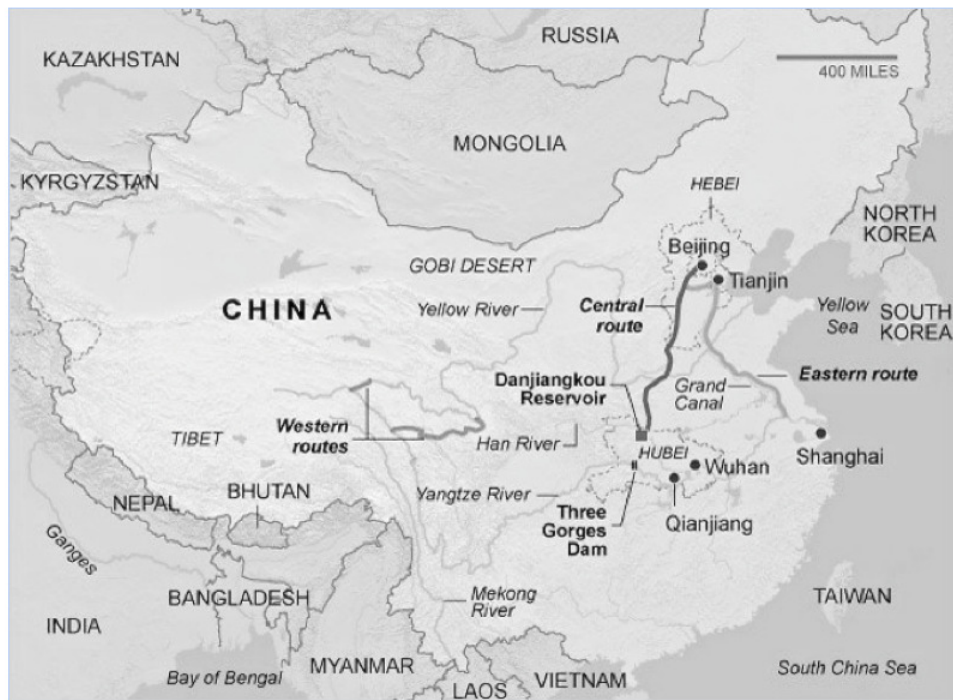 RUSSIA
KAZAKHSTAN
400 MILES
MONGOLIA
KYRGYZSTAN
HEBEI
NORTH
KOREA
Beijing
GOBI DESERT
Tianjin
CHINA
Yellow River
Central
route
Yellow
Sea
SOUTH
KOREA
Danjiangkou
Reservoir
Grand
Canal
Eastern route
Western
routes
TIBET
Han River
HUBEI
Wuhan
Shanghai
NEPAL
BHUTAN
Yangtze River
Three
Gorges
Dam
Qianjiang
Ganges
BANGLADESH
Mekong
River
TAIWAN
INDIA
Bay of Bengal
MYANMAR
LAOS
VIETNAM
South China Sea